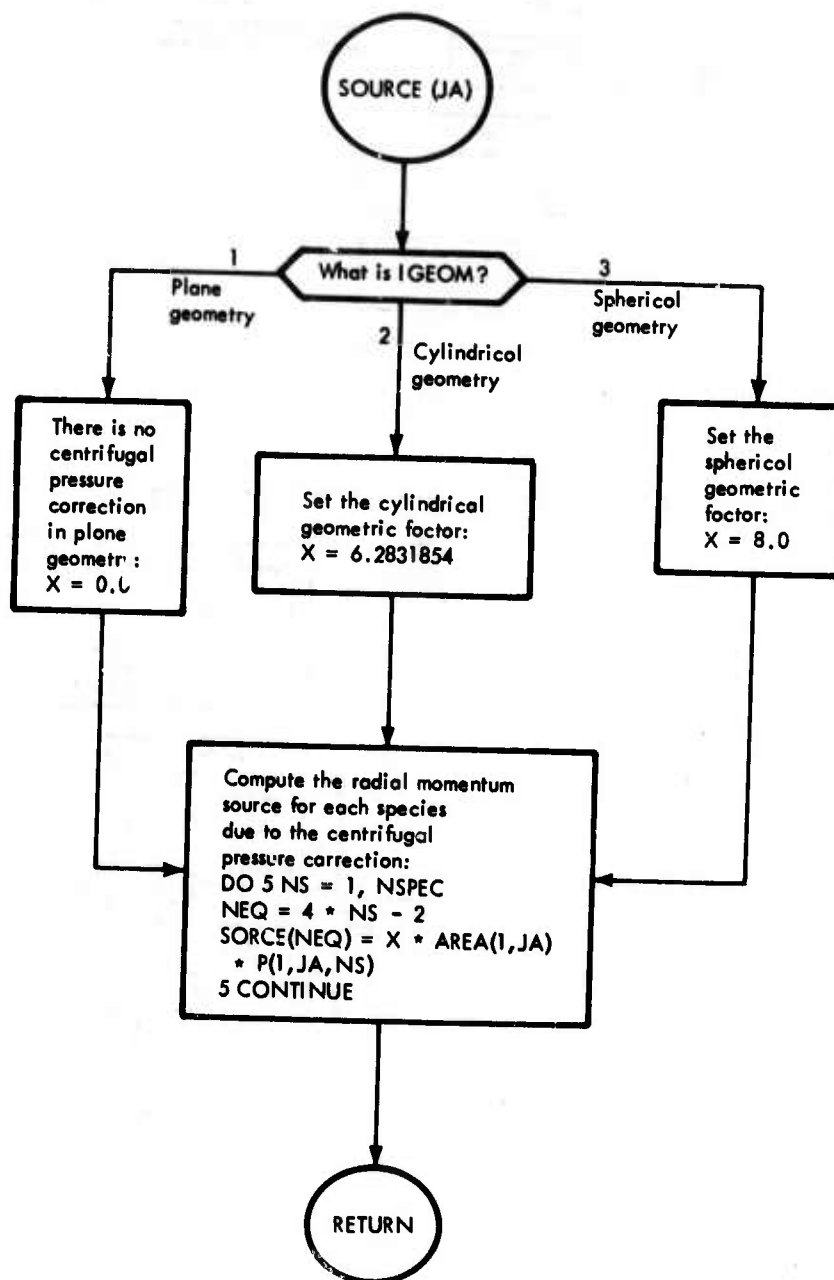 SOURCE (JA)
What is IGEOM?
1
Plane
geometry
2
Cylindricol
geometry
3
Sphericol
geometry
There is no
centrifugal
pressure
correction
in plane
:
X =
Set the cylindrical
geometric foctor:
X = 6.2831854
Set the
sphericol
geometric
foctor:
X = 8.0
Compute the radial momentum
source for each species
due to the centrifugal
pressure carrection:
DO 5 NS = 1, NSPEC
NEQ = 4 * NS - 2
SORCE(NEQ) = X * AREA(1,JA)
* P(1,JA,NS)
5 CONTINUE
RETURN